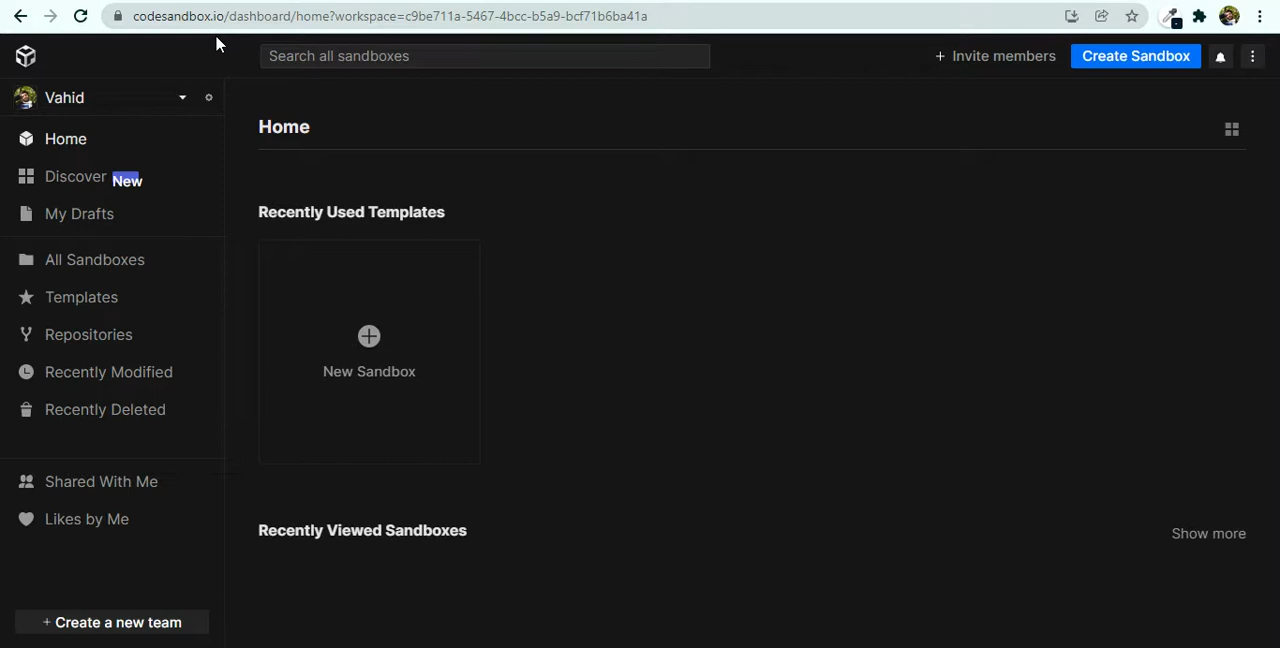 codesandbox.io/dashboard/home?workspace=c9be711a-5467-4bcc-b5a9-bcf71b6ba41a
Search all sandboxes
+ Invite members
Create Sandbox
Vahid
Home
Discover New
My Drafts
All Sandboxes
Templates
Repositories
Recently Modified
Recently Deleted
Shared With Me
Likes by Me
+ Create a new team
Home
Recently Used Templates
New Sandbox
Recently Viewed Sandboxes
Show more